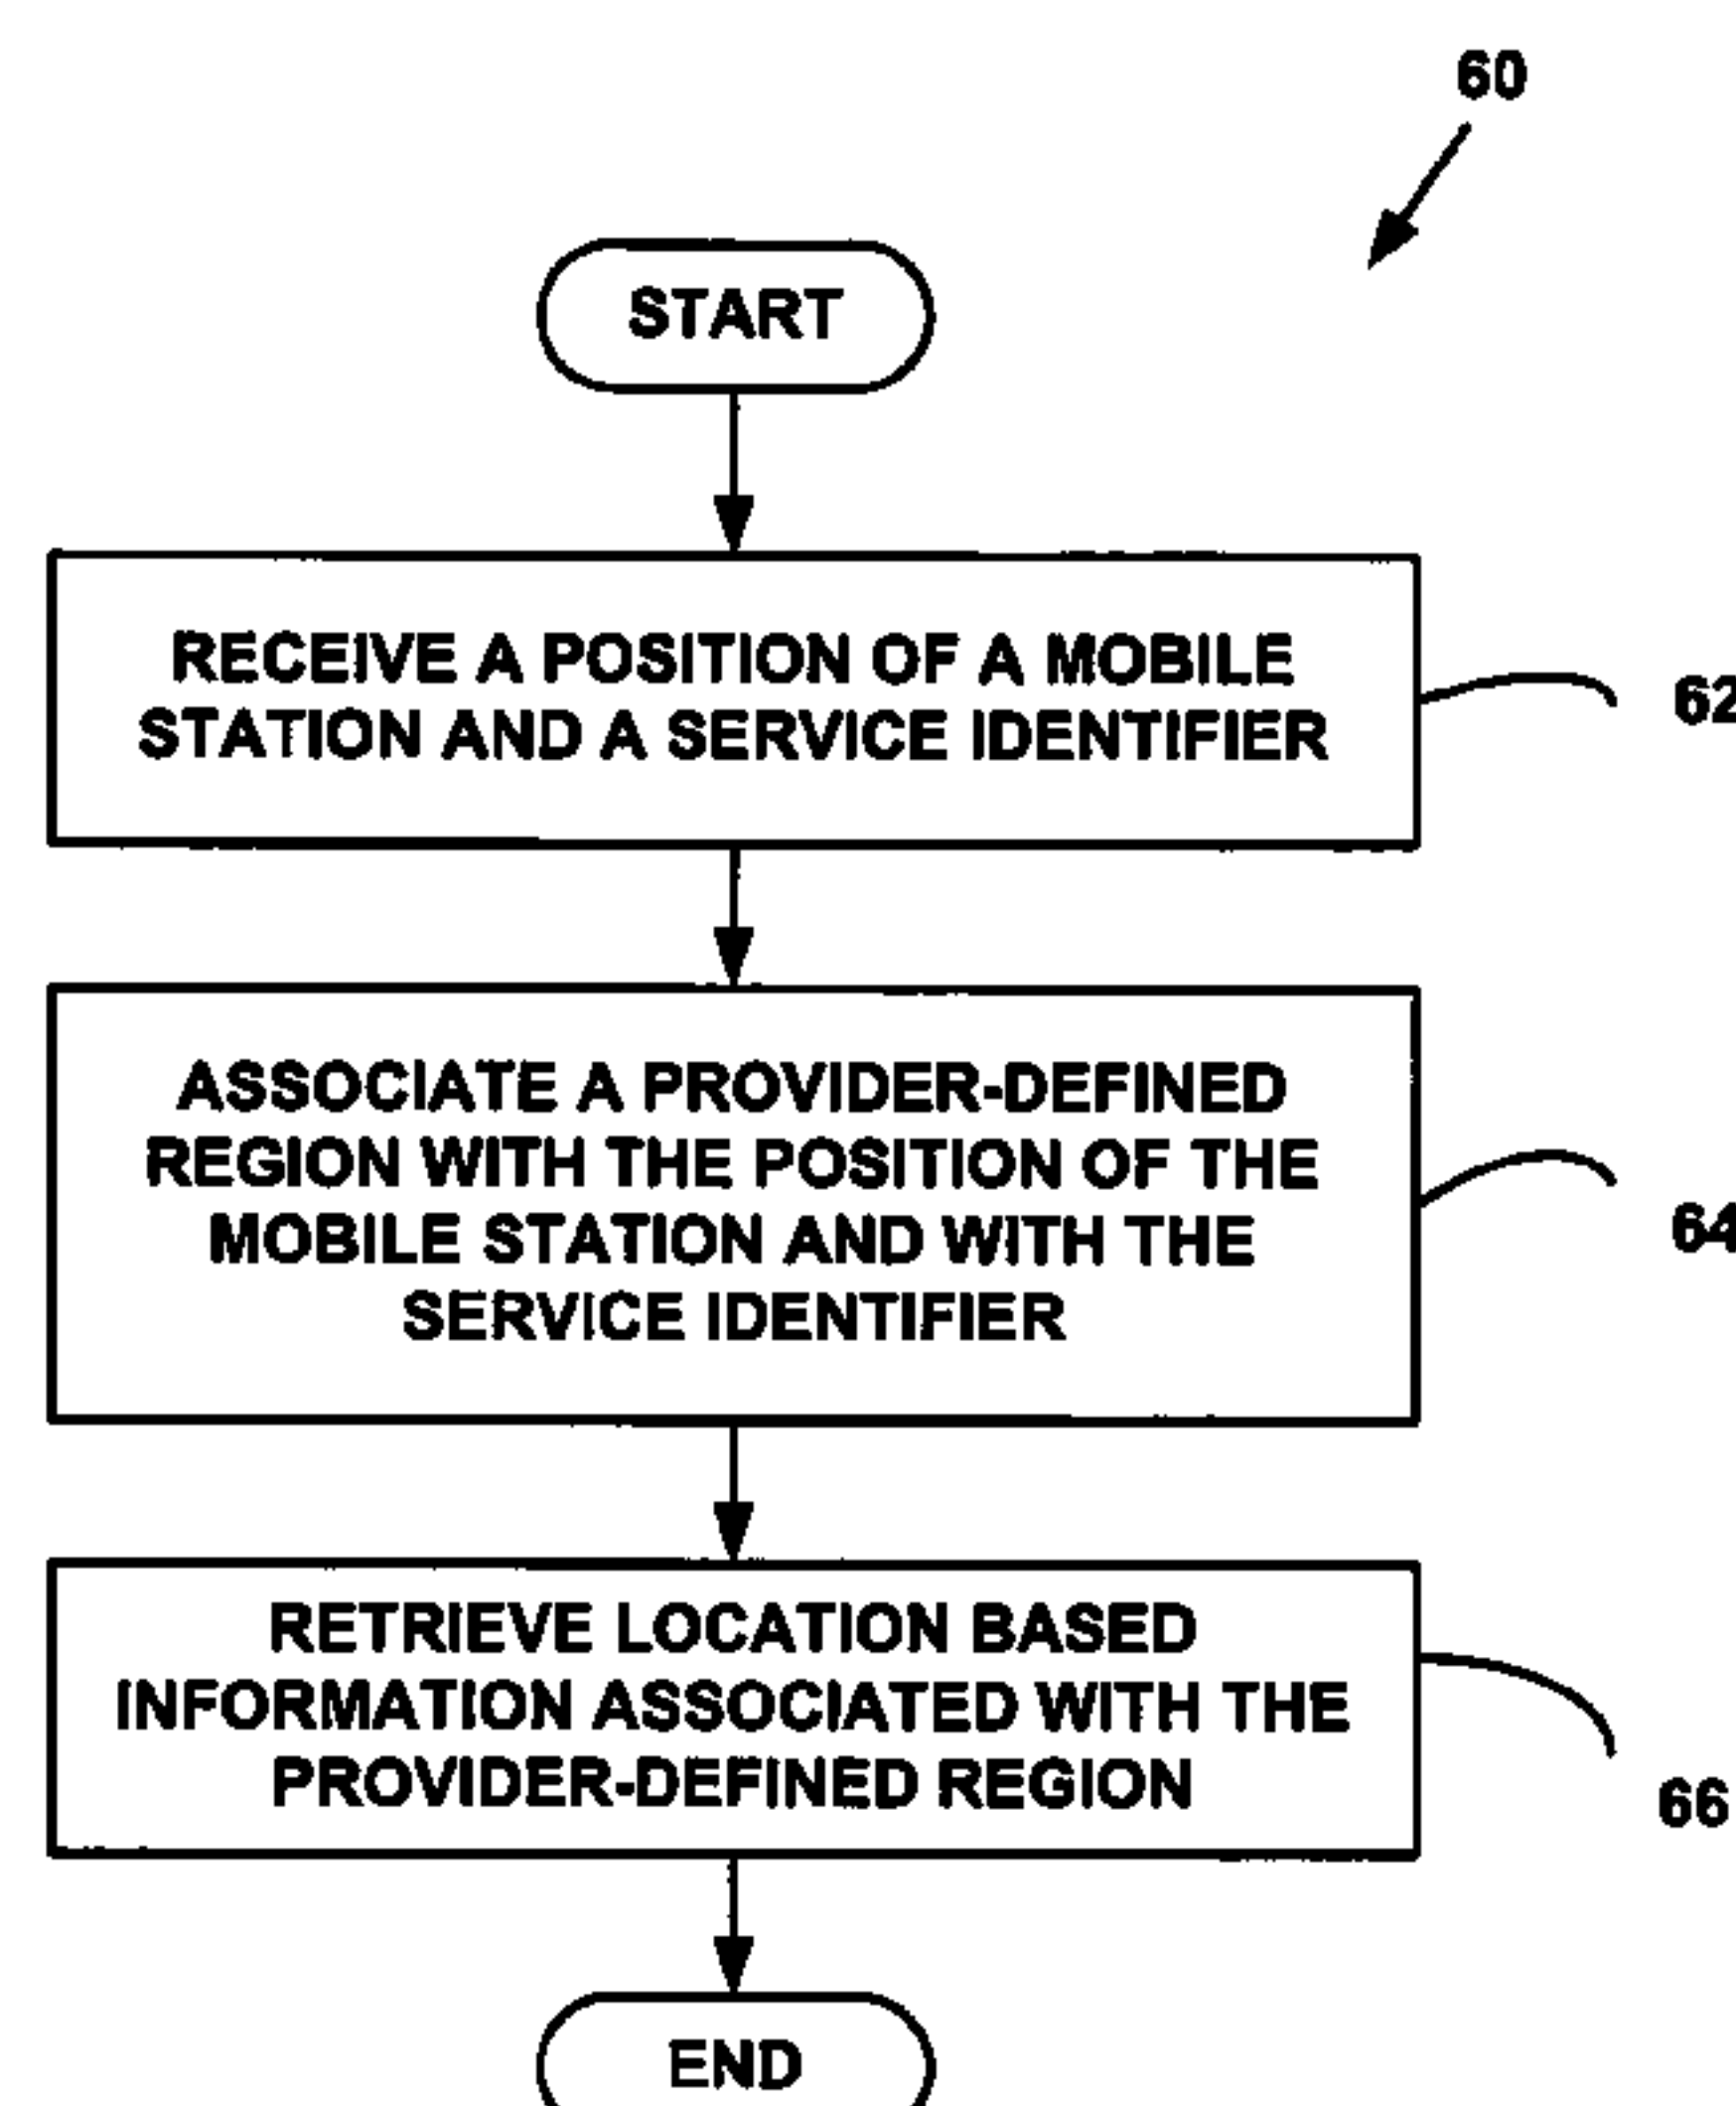 60
START
RECEIVE A POSITION OF A MOBILE
STATION AND A SERVICE IDENTIFIER
62
ASSOCIATE A PROVIDER-DEFINED
REGION WITH THE POSITION OF THE
MOBILE STATION AND WITH THE
SERVICE IDENTIFIER
64
RETRIEVE LOCATION BASED
INFORMATION ASSOCIATED WITH THE
PROVIDER-DEFINED REGION
66
END